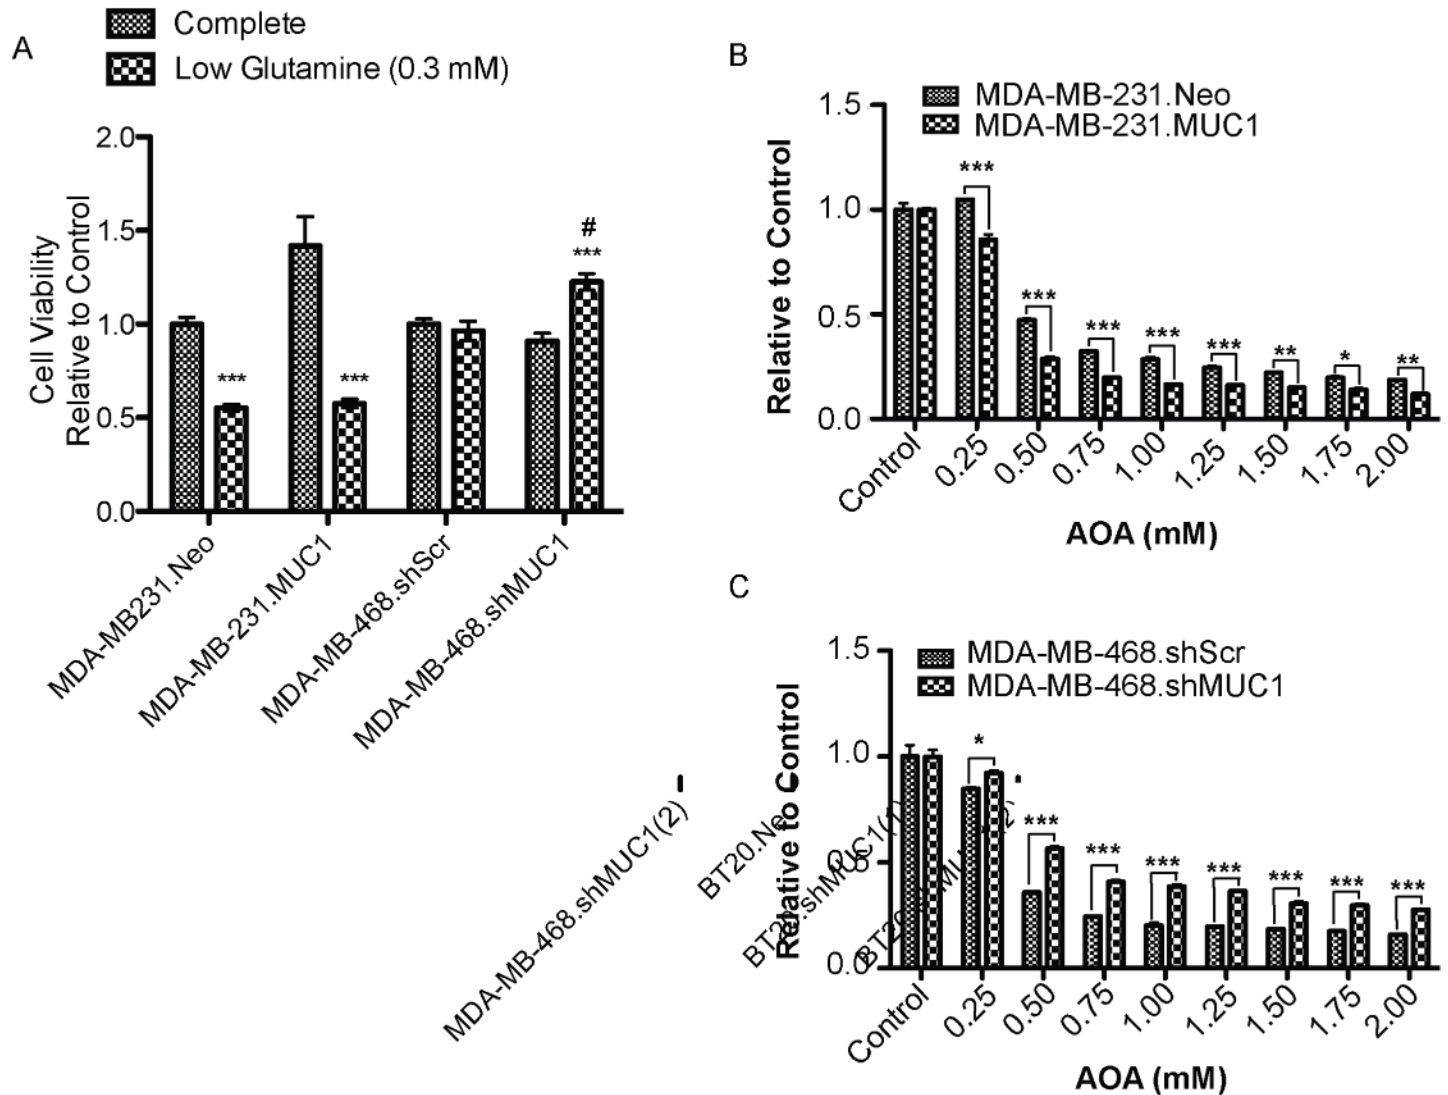 A
Complete
Low Glutamine (0.3 mM)
Cell Viability
Relative to Control
2.0
1.5
1.0
0.5
0.0
***
***
#
***
MDA-MB231.Neo
MDA-MB-231.MUC1
MDA-MB-468.shScr
MDA-MB-468.shMUC1
B
MDA-MB-231.Neo
MDA-MB-231.MUC1
Relative to Control
1.5
1.0
0.5
0.0
***
***
***
***
***
**
*
**
Control
0.25
0.50
0.75
1.00
1.25
1.50
1.75
2.00
AOA (mM)
MDA-MB-468.shMUC1(2)
BT20.Ne
C
MDA-MB-468.shScr
MDA-MB-468.shMUC1
Relative to Control
1.5
1.0
*
***
***
***
***
***
***
***
Control
0.25
0.50
0.75
1.00
1.25
1.50
1.75
2.00
AOA (mM)